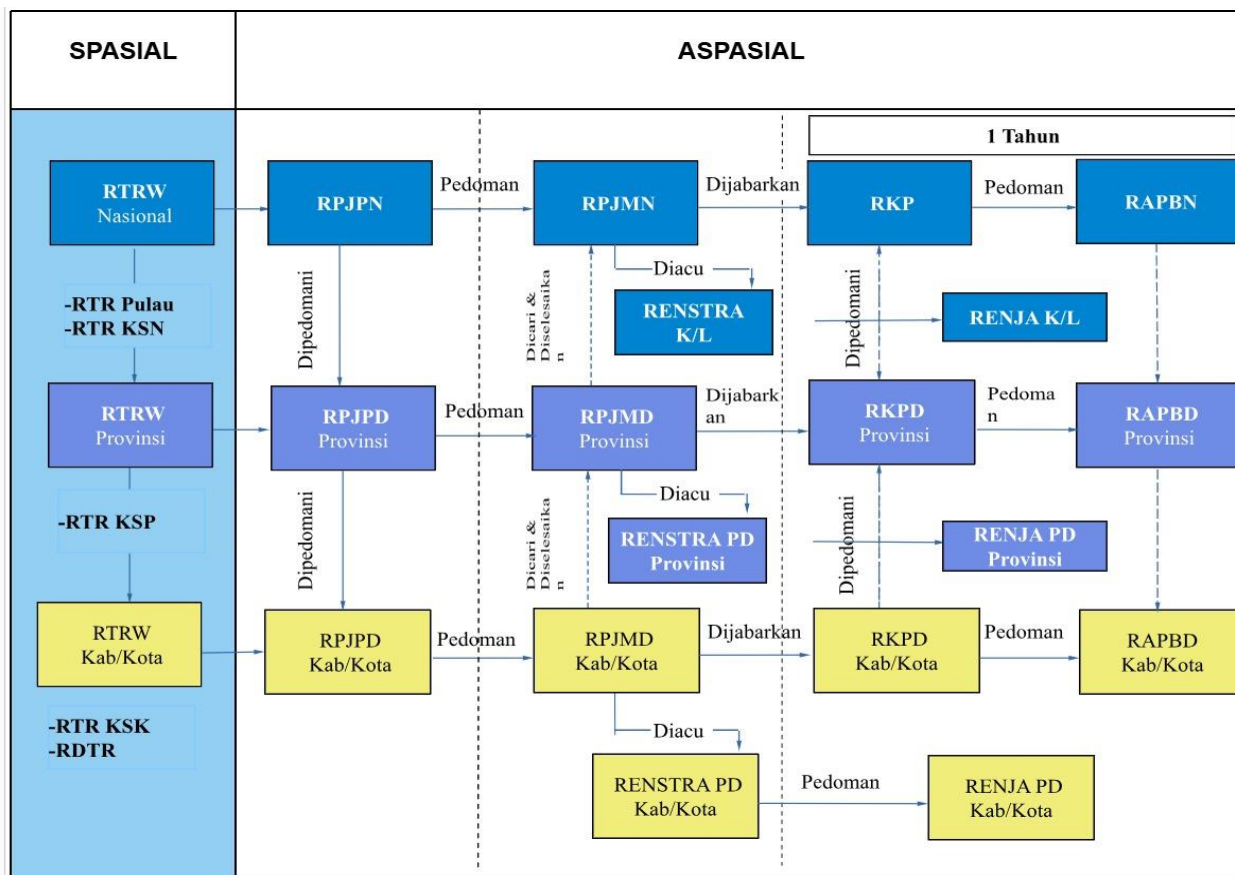 SPASIAL
ASPASIAL
1 Tahun
RTRW
Nasional
RPJPN
Pedoman
RPJMN
Dijabarkan
RKP
Pedoman
RAPBN
-RTR Pulau
-RTR KSN
Dipedomani
Dicari &
Diselesaika
n
Diacu
RENSTRA
K/L
Dipedomani
RENJA K/L
RTRW
Provinsi
RPJPD
Provinsi
Pedoman
RPJMD
Provinsi
Dijabark
an
RKPD
Provinsi
Pedoma
n
RAPBD
Provinsi
-RTR KSP
Dipedomani
Dicari &
Diselesaika
n
Diacu
RENSTRA PD
Provinsi
Dipedomani
RENJA PD
Provinsi
RTRW
Kab/Kota
RPJPD
Kab/Kota
Pedoman
RPJMD
Kab/Kota
Dijabarkan
RKPD
Kab/Kota
Pedoman
RAPBD
Kab/Kota
-RTR KSK
-RDTR
Diacu
RENSTRA PD
Kab/Kota
Pedoman
RENJA PD
Kab/Kota